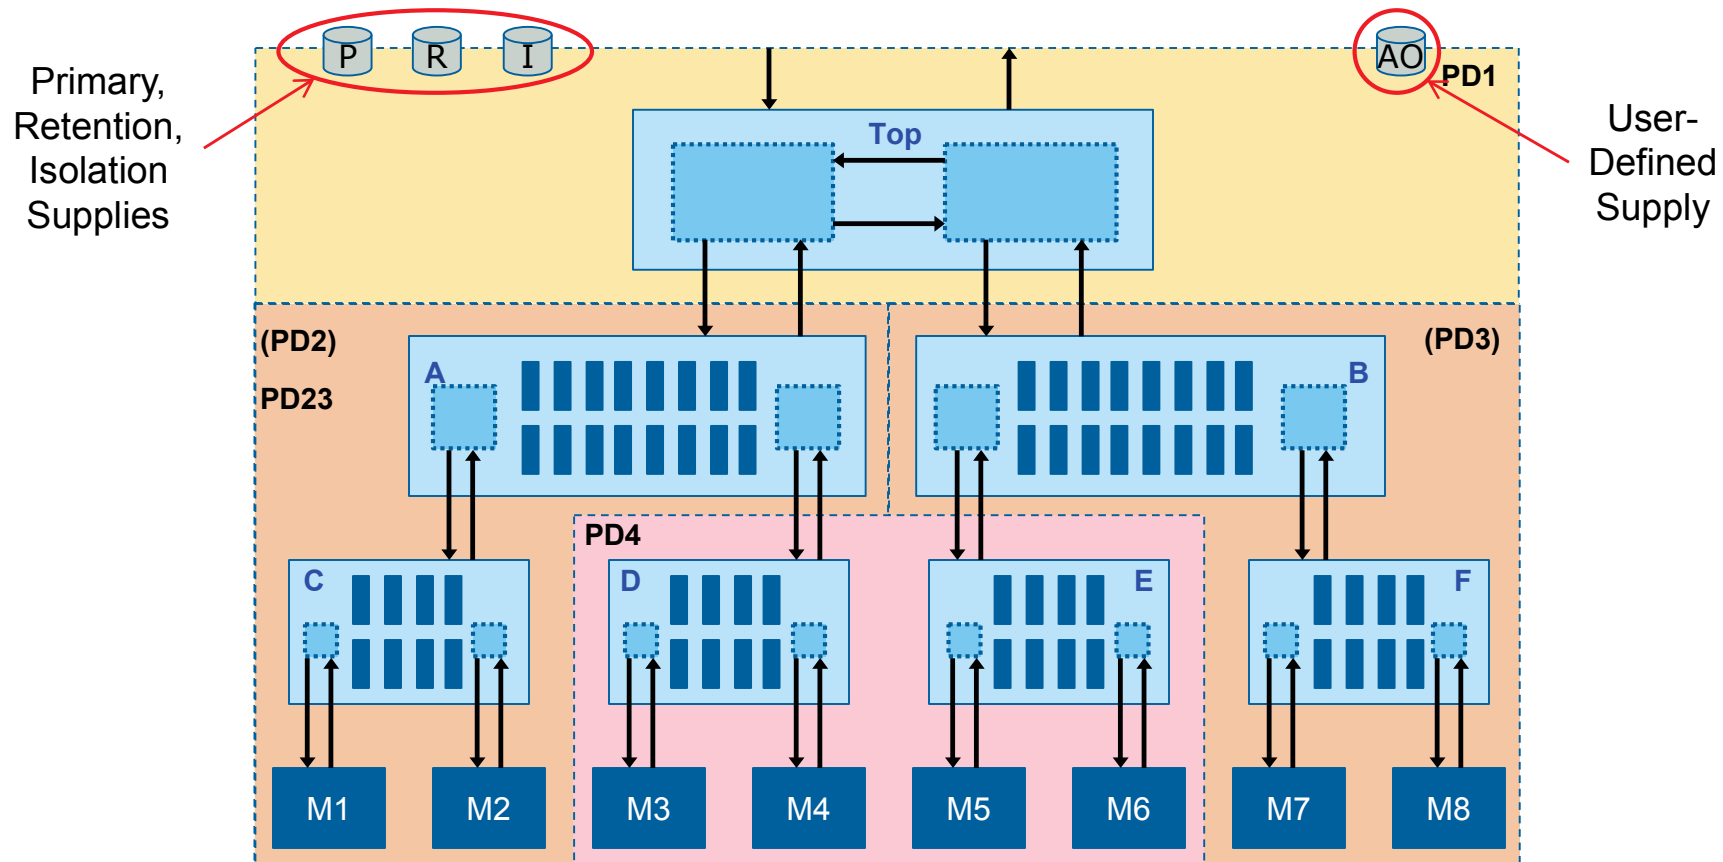 P R I
AO
PD1
Primary,
Retention,
Isolation
Supplies
User-
Defined
Supply
Top
(PD2)
(PD3)
PD23
A
B
PD4
C
D
E
F
M1 M2 M3 M4 M5 M6 M7 M8